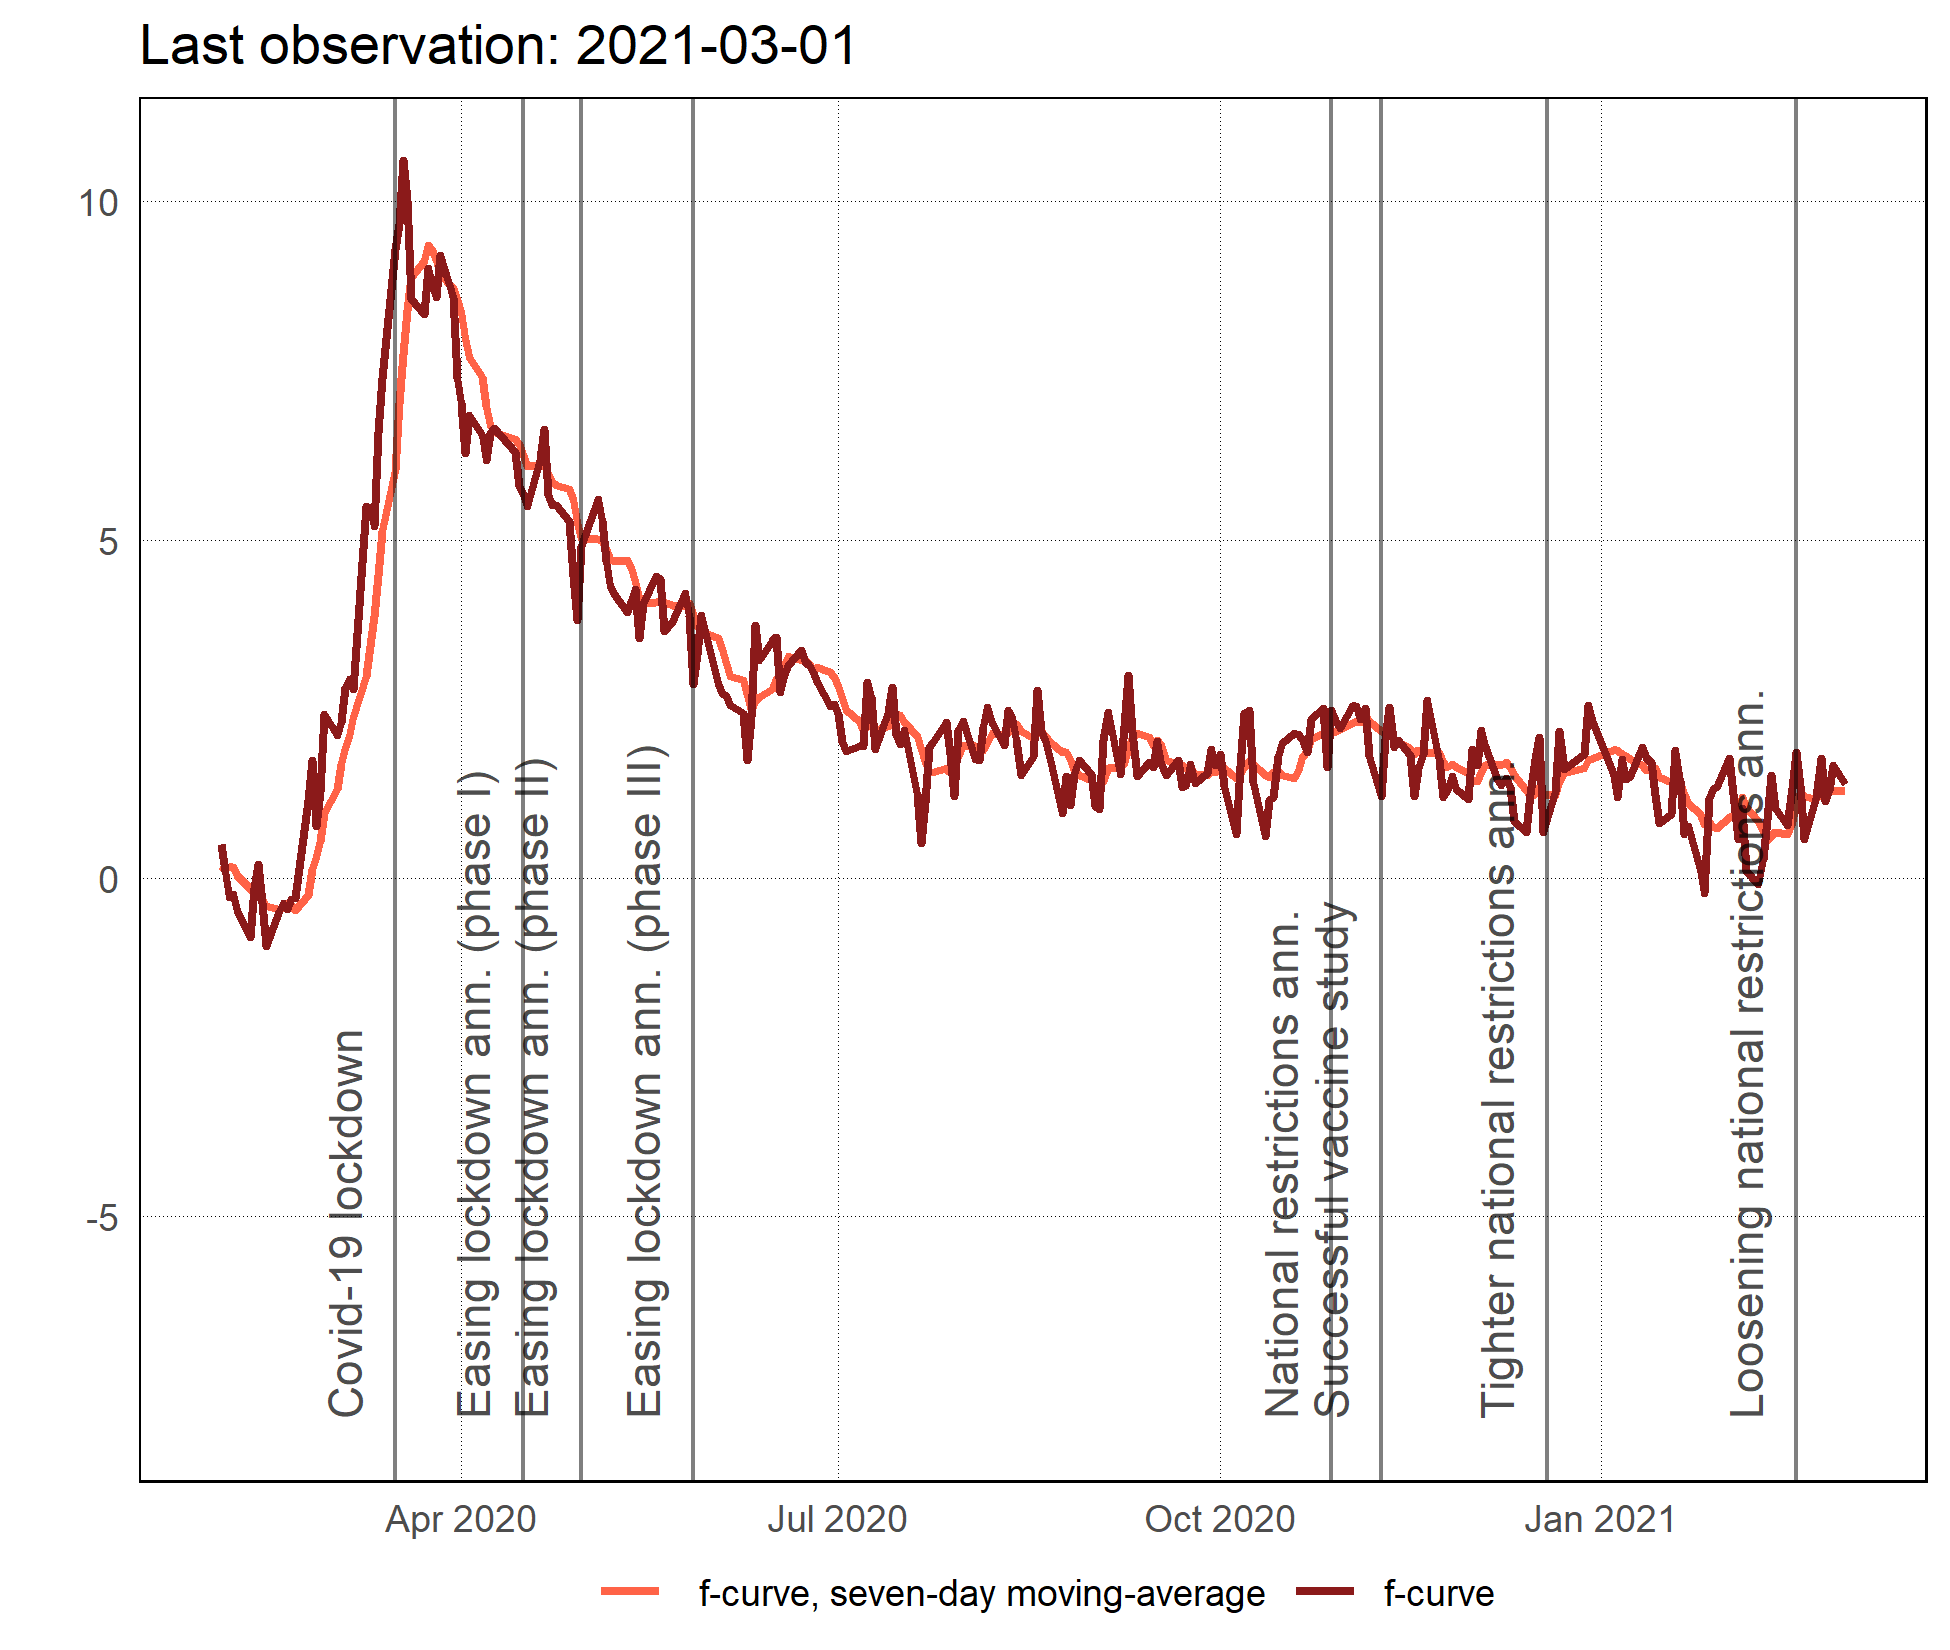 Last observation: 2021-03-01
10
5
0
-5
Covid-19 lockdown
Easing lockdown ann. (phase I)
Easing lockdown ann. (phase II)
Easing lockdown ann. (phase III)
National restrictions ann.
Successful vaccine study
Tighter national restrictions ann.
Loosening national restrictions ann.
Apr 2020
Jul 2020
Oct 2020
Jan 2021
f-curve, seven-day moving-average
f-curve